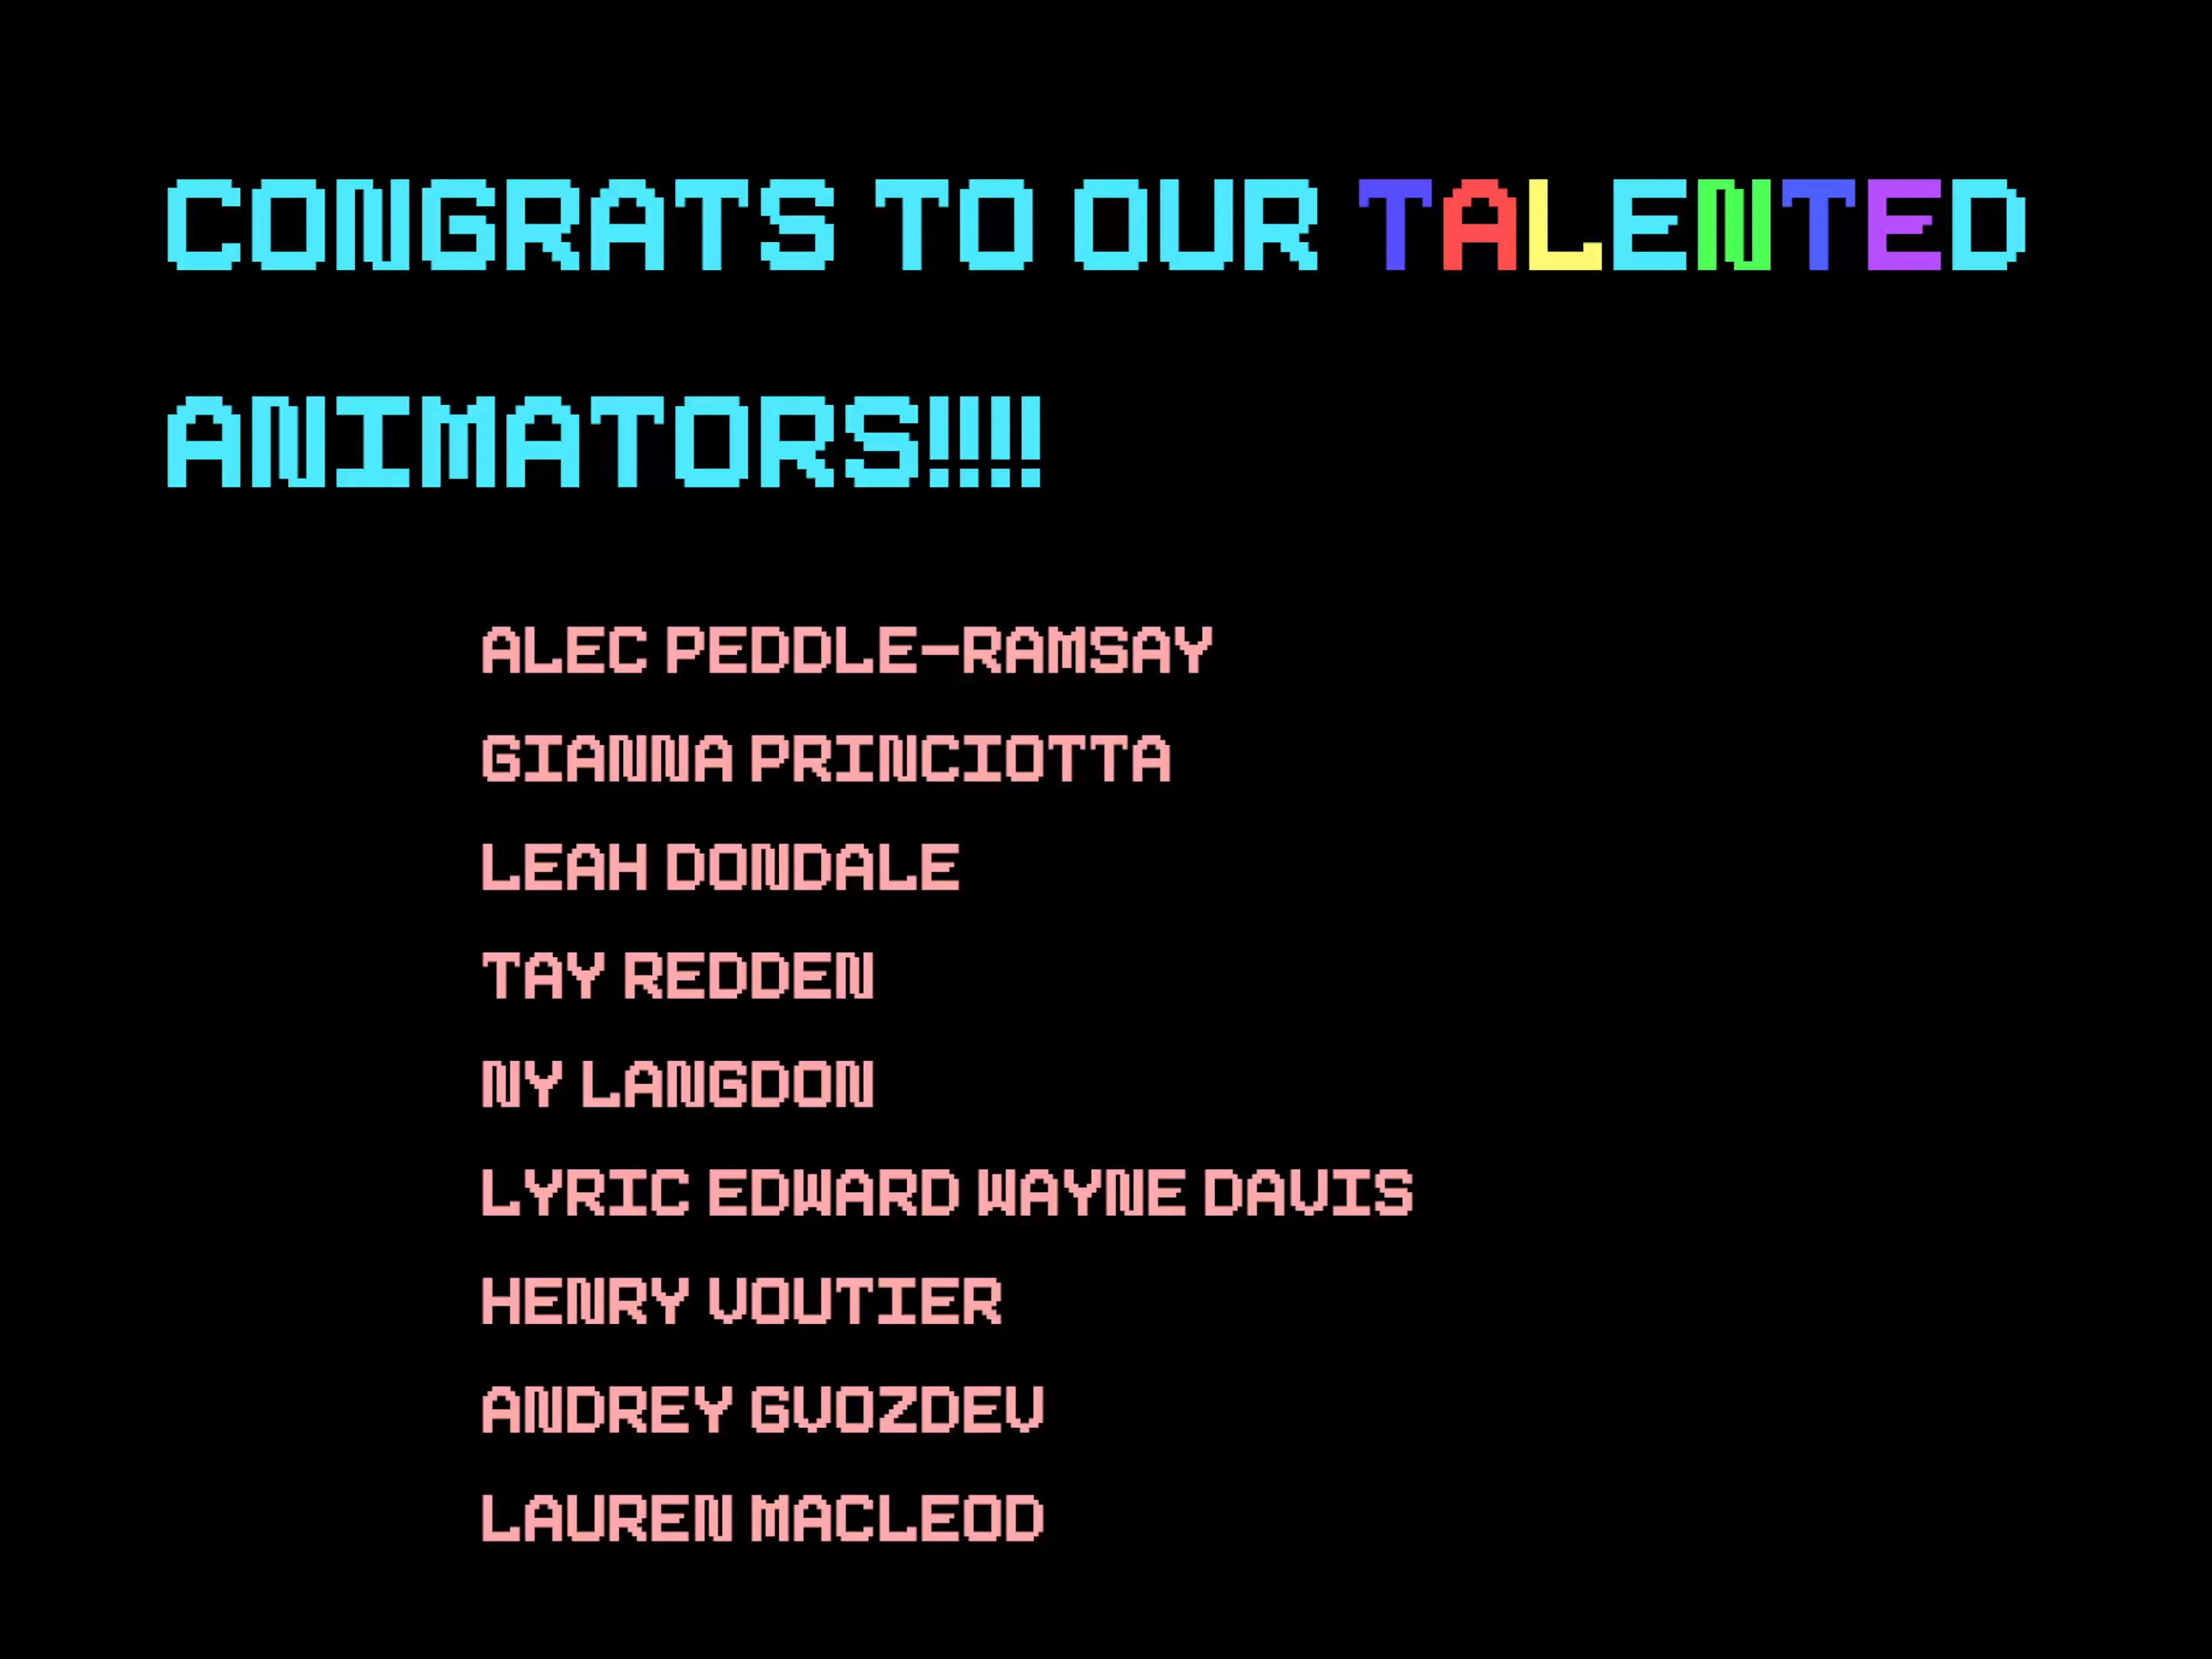 CONGRATS TO OUR TALENTED
ANIMATORS!!!!
ALEC PEDDLE-RAMSAY
GIANNA PRINCIOTTA
LEAH DONDALE
TAY REDDEN
NY LANGDON
LYRIC EDWARD WAYNE DAVIS
HENRY VOUTIER
ANDREY GVOZDEV
LAUREN MACLEOD